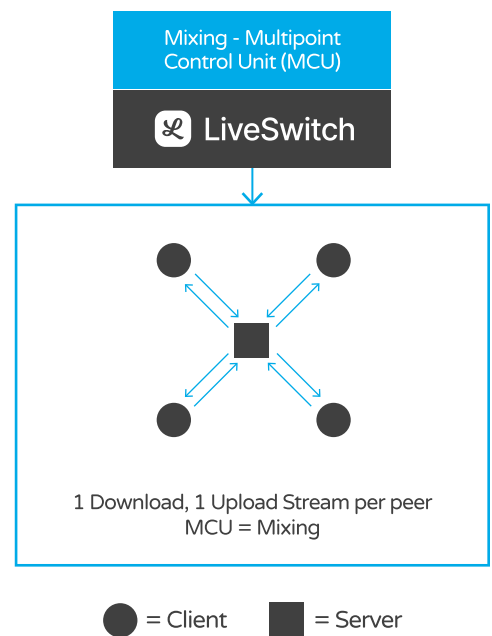 Mixing - Multipoint
Control Unit (MCU)
LiveSwitch
1 Download, 1 Upload Stream per peer
MCU = Mixing
= Client
= Server